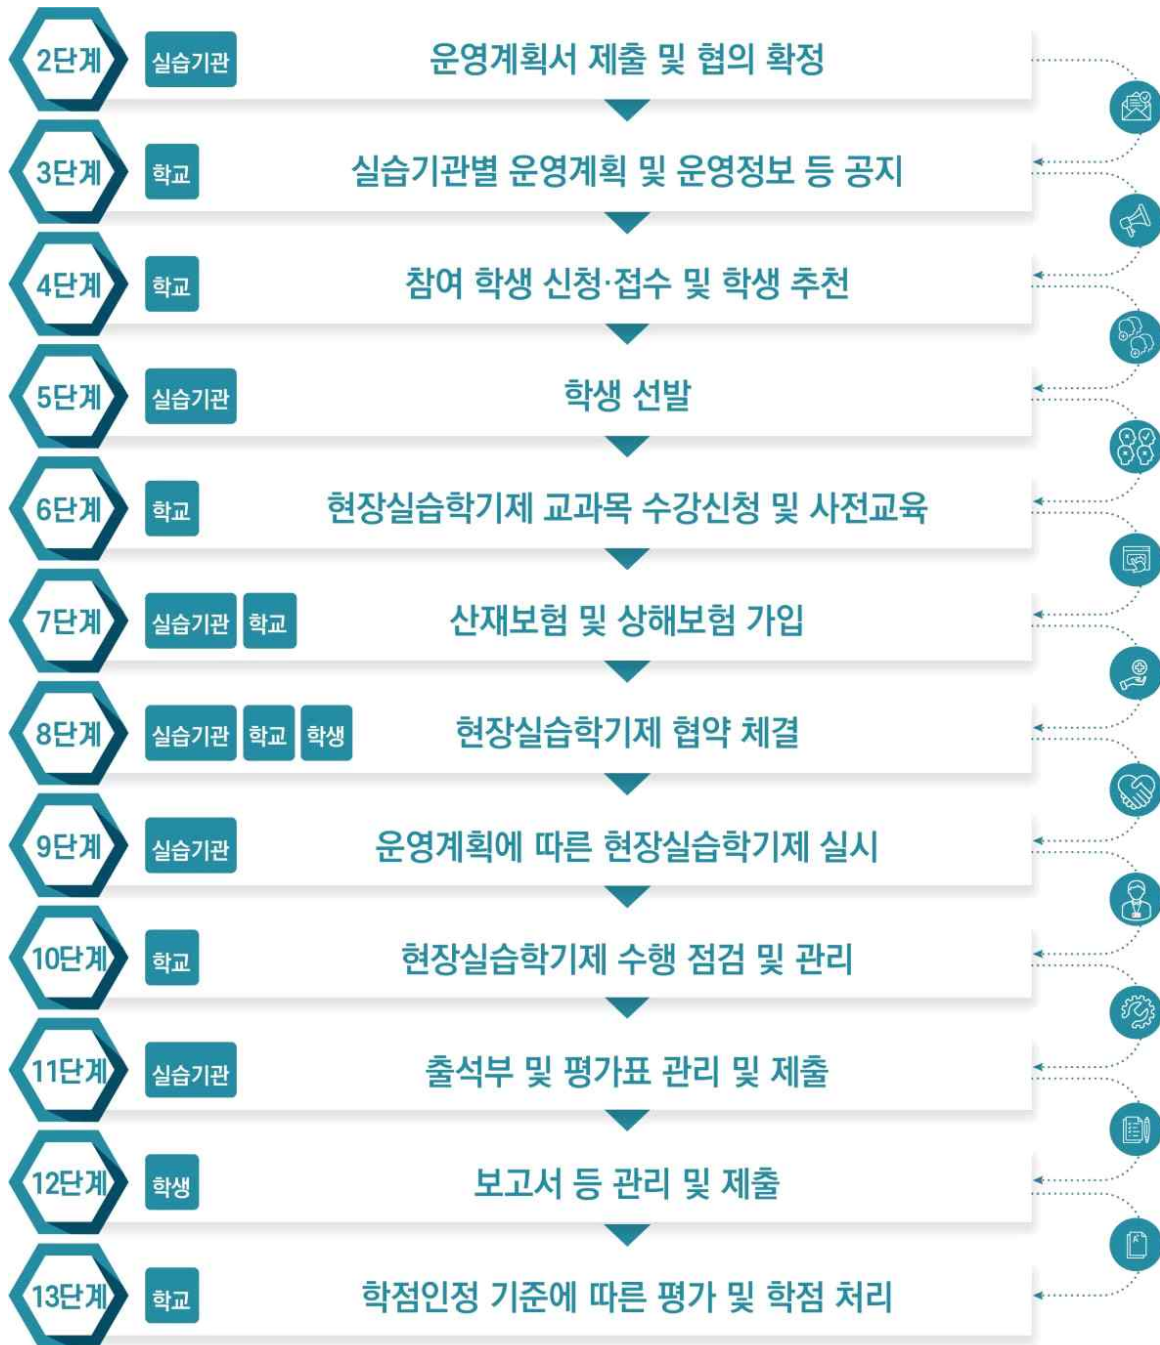 2단계 실습기관 운영계획서 제출 및 협의 확정
3단계 학교 실습기관별 운영계획 및 운영정보 등 공지
4단계 학교 참여 학생 신청·접수 및 학생 추천
5단계 실습기관 학생 선발
6단계 학교 현장실습학기제 교과목 수강신청 및 사전교육
7단계 실습기관 학교 산재보험 및 상해보험 가입
8단계 실습기관 학교 학생 현장실습학기제 협약 체결
9단계 실습기관 운영계획에 따른 현장실습학기제 실시
10단계 학교 현장실습학기제 수행 점검 및 관리
11단계 실습기관 출석부 및 평가표 관리 및 제출
12단계 학생 보고서 등 관리 및 제출
13단계 학교 학점인정 기준에 따른 평가 및 학점 처리